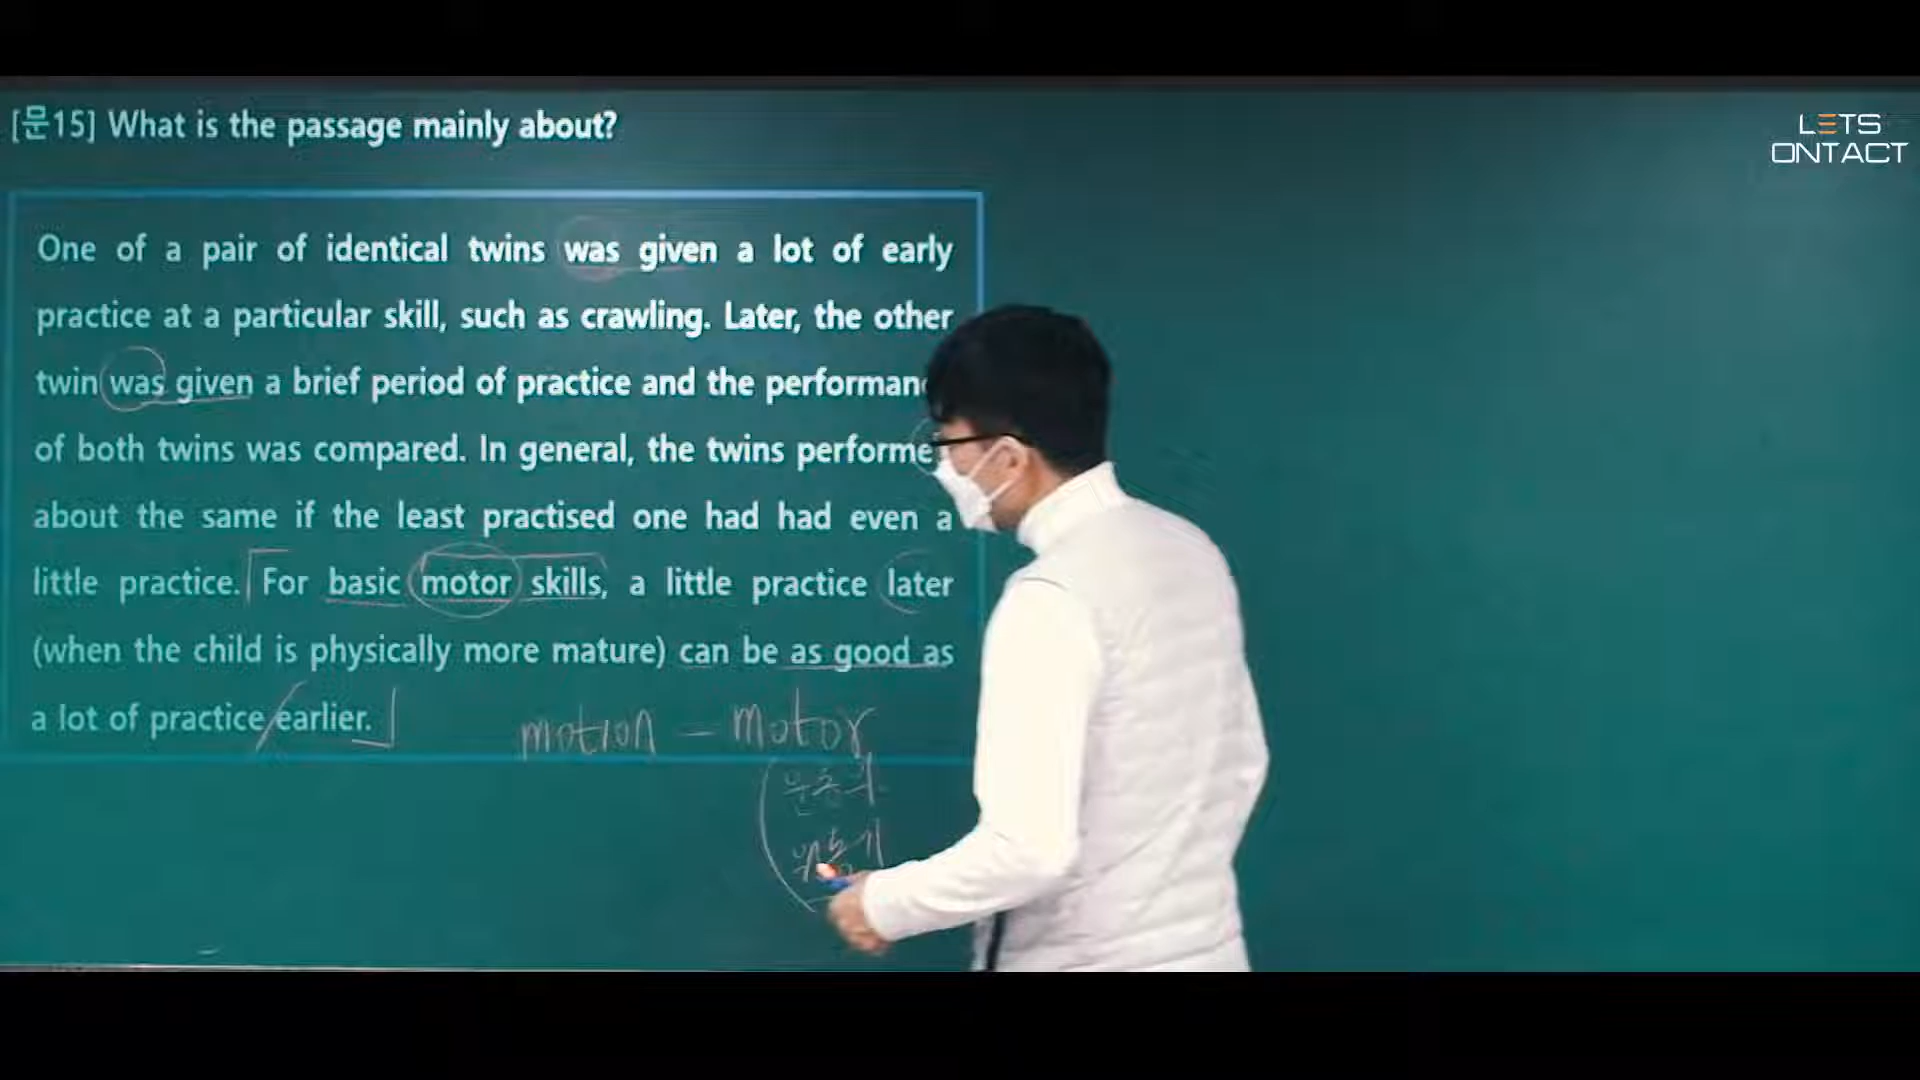 [문15] What is the passage mainly about?
LETS
ONTACT
One of a pair of identical twins was given a lot of early
practice at a particular skill, such as crawling. Later, the other
twin was given a brief period of practice and the performan
of both twins was compared. In general, the twins performe
about the same if the least practised one had had even a
little practice. For basic motor skills, a little practice later
(when the child is physically more mature) can be as good as
a lot of practice earlier.
motion - motor
운동의